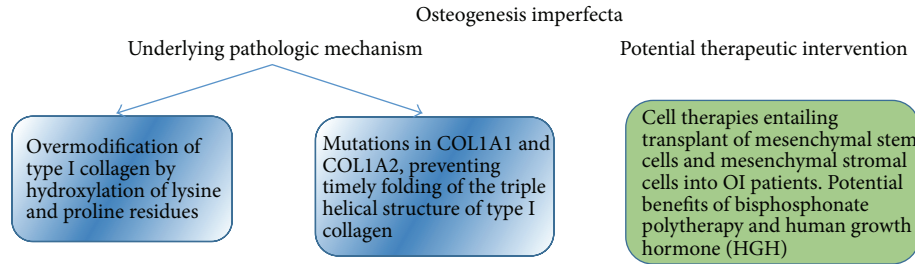 Osteogenesis imperfecta
Underlying pathologic mechanism
Potential therapeutic intervention
Overmodification of
type I collagen by
hydroxylation of lysine
and proline residues
Mutations in COL1A1 and
COL1A2, preventing
timely folding of the triple
helical structure of type I
collagen
Cell therapies entailing
transplant of mesenchymal stem
cells and mesenchymal stromal
cells into OI patients. Potential
benefits of bisphosphonate
polytherapy and human growth
hormone (HGH)